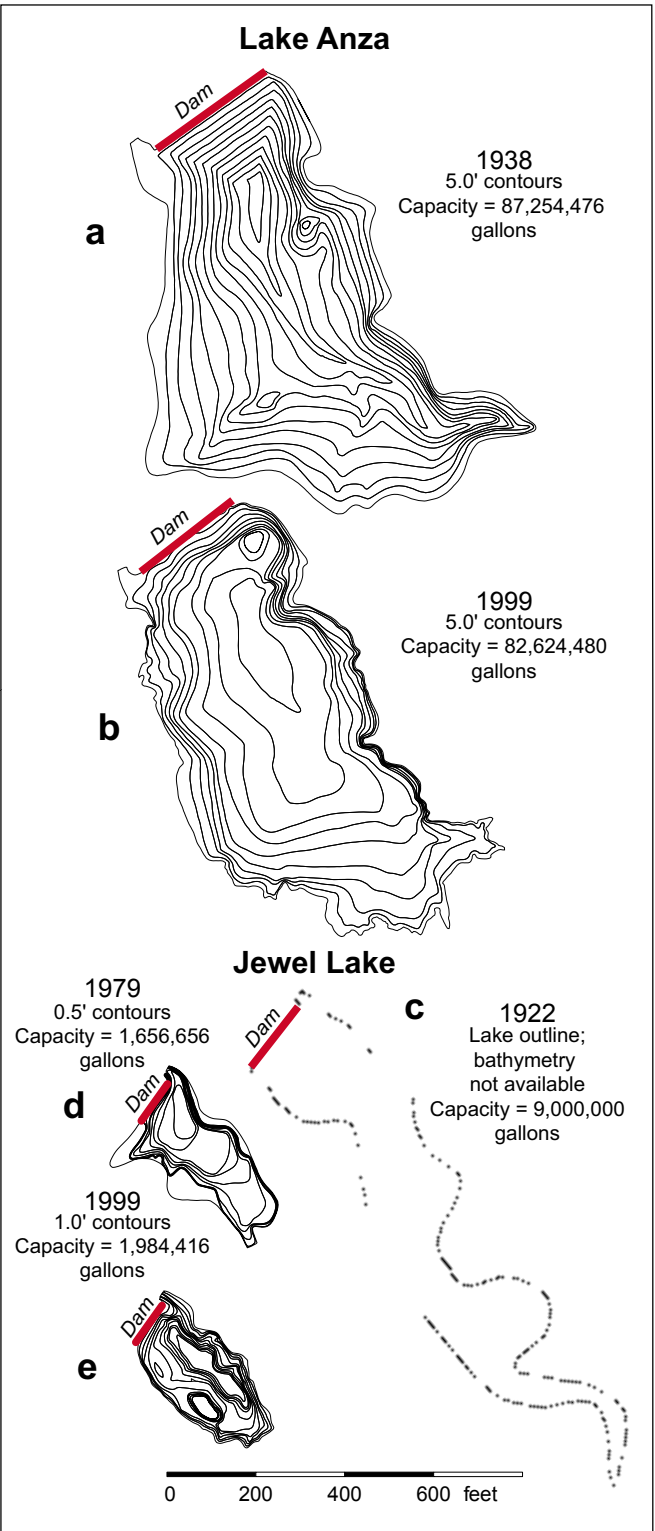 Lake Anza
Dam
1938
5.0' contours
Capacity = 87,254,476
gallons
a
Dam
1999
5.0' contours
Capacity = 82,624,480
gallons
b
Jewel Lake
1979
0.5' contours
Capacity = 1,656,656
gallons
Dam
d
Dam
c
1922
Lake outline;
bathymetry
not available
Capacity = 9,000,000
gallons
1999
1.0' contours
Capacity = 1,984,416
gallons
Dam
e
0 200 400 600 feet